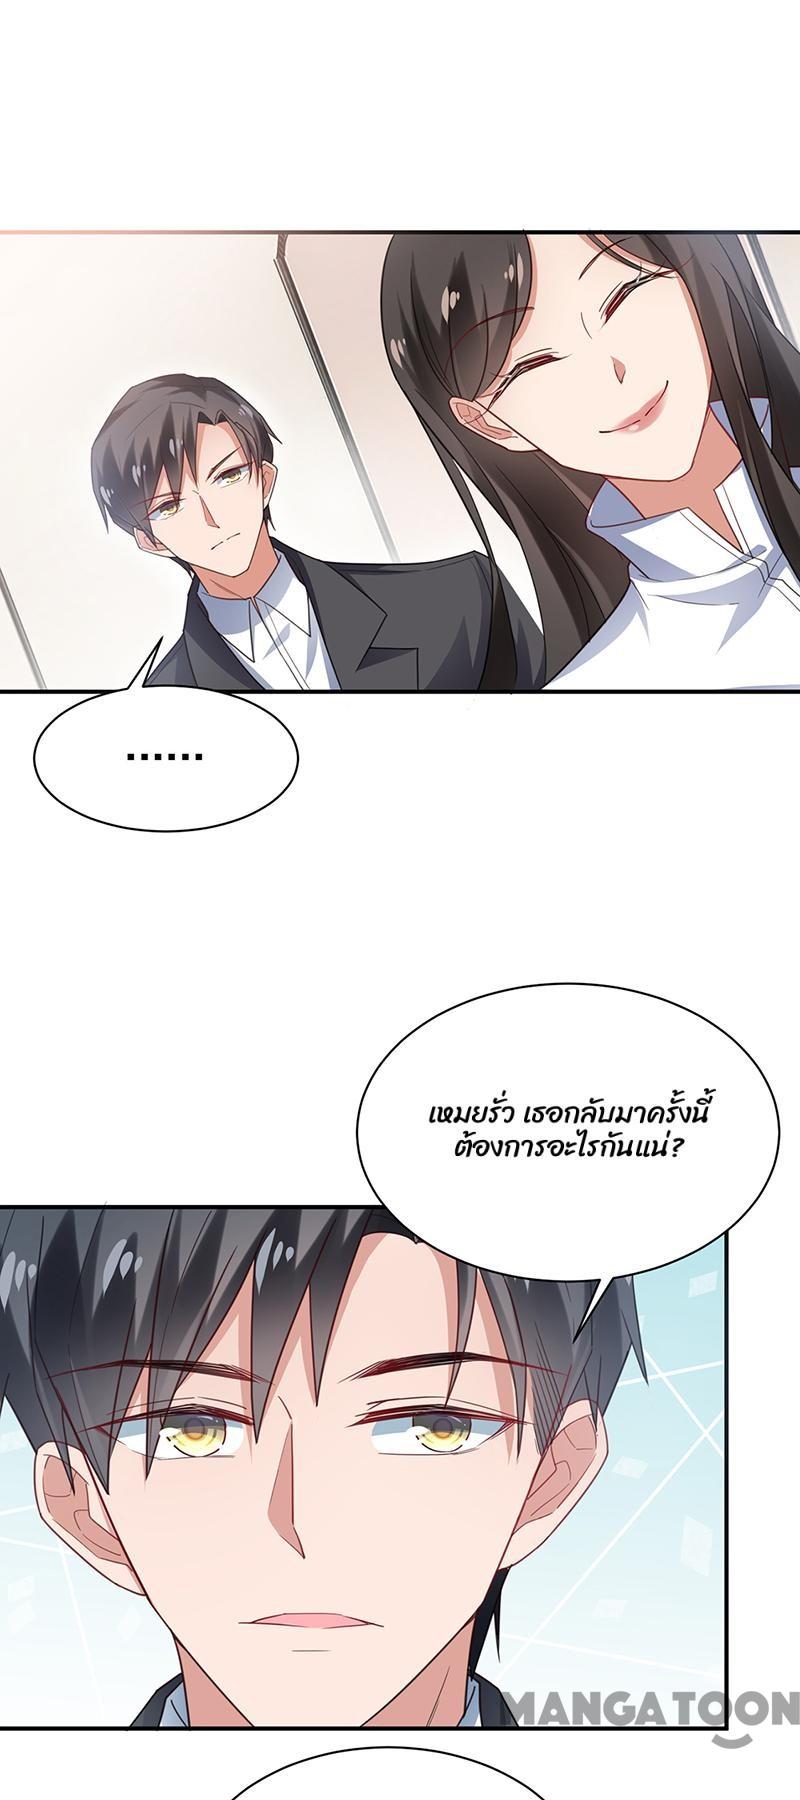 ......
เหมยรั่ว เธอกลับมาครั้งนี้
ต้องการอะไรกันแน่?
MANGATOON